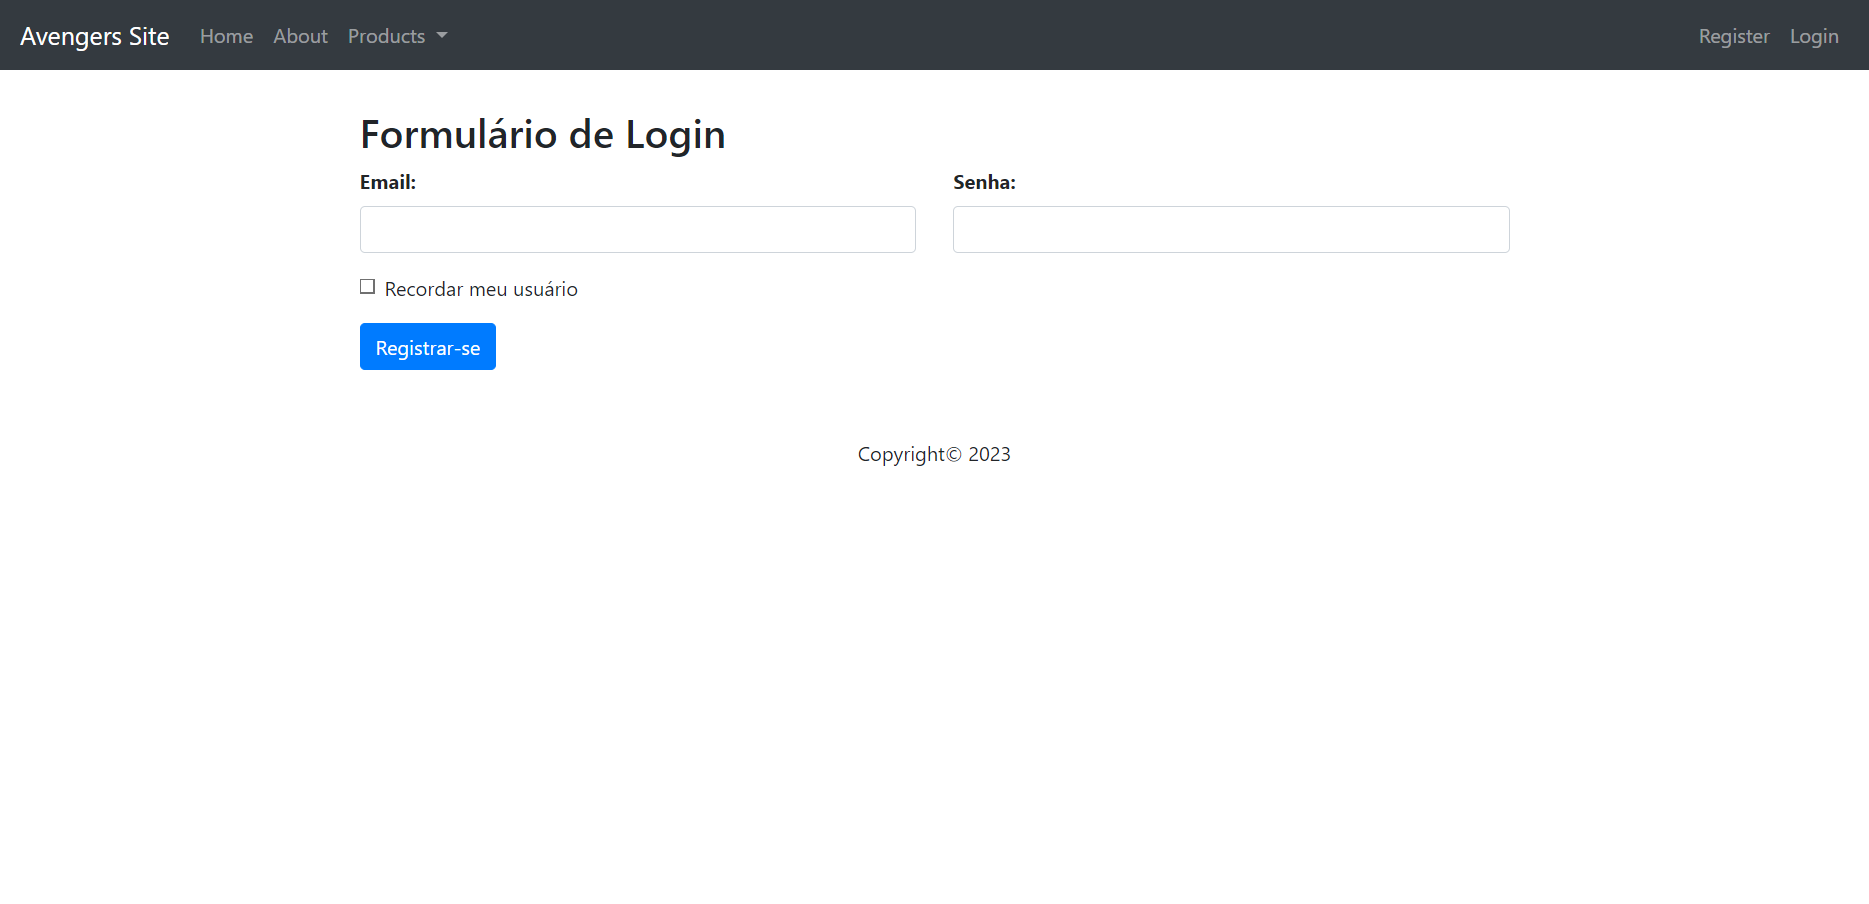 Avengers Site Home About Products Register Login
Formulário de Login
Email: Senha:
Recordar meu usuário
Registrar-se
Copyright© 2023